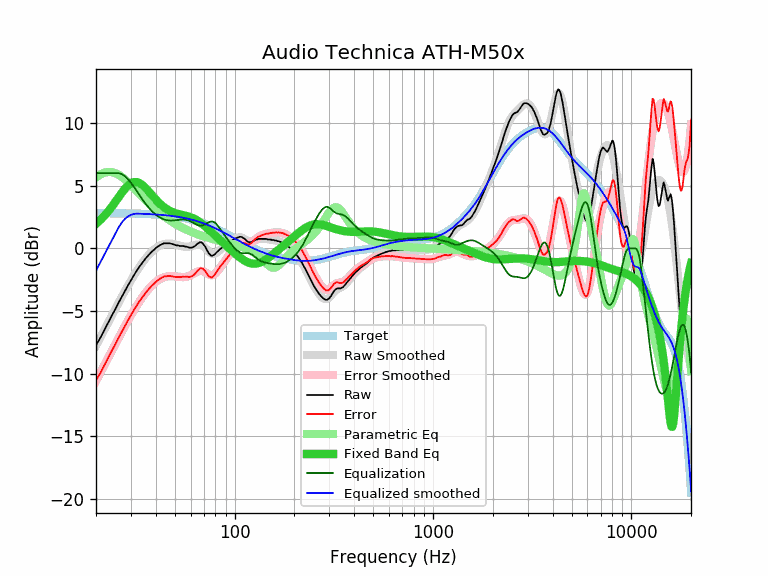 Audio Technica ATH-M50x
Amplitude (dBr)
10
5
0
−5
−10
−15
−20
Target
Raw Smoothed
Error Smoothed
Raw
Error
Parametric Eq
Fixed Band Eq
Equalization
Equalized smoothed
100 1000 10000
Frequency (Hz)